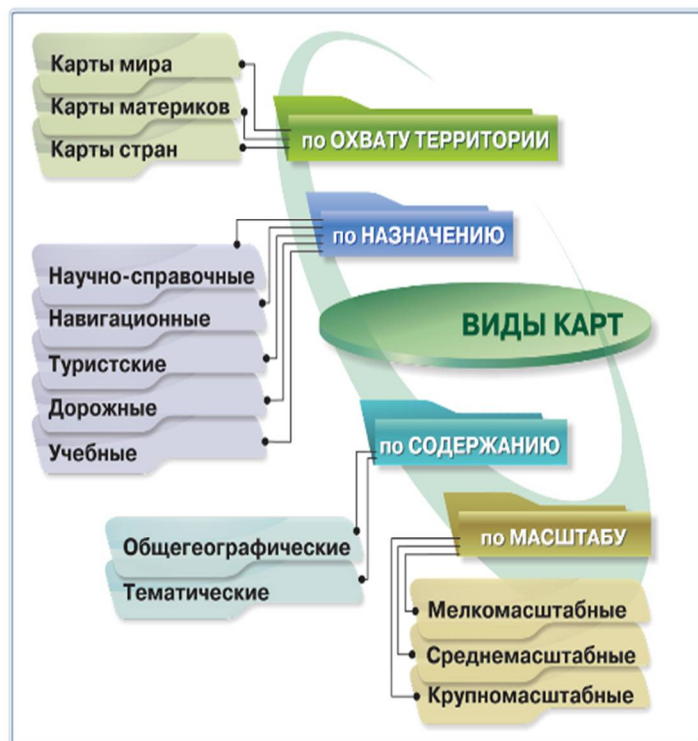 Карты мира
Карты материков
Карты стран
по ОХВАТУ ТЕРРИТОРИИ
по НАЗНАЧЕНИЮ
Научно-справочные
Навигационные
Туристские
Дорожные
Учебные
ВИДЫ КАРТ
по СОДЕРЖАНИЮ
Общегеографические
Тематические
по МАСШТАБУ
Мелкомасштабные
Среднемасштабные
Крупномасштабные